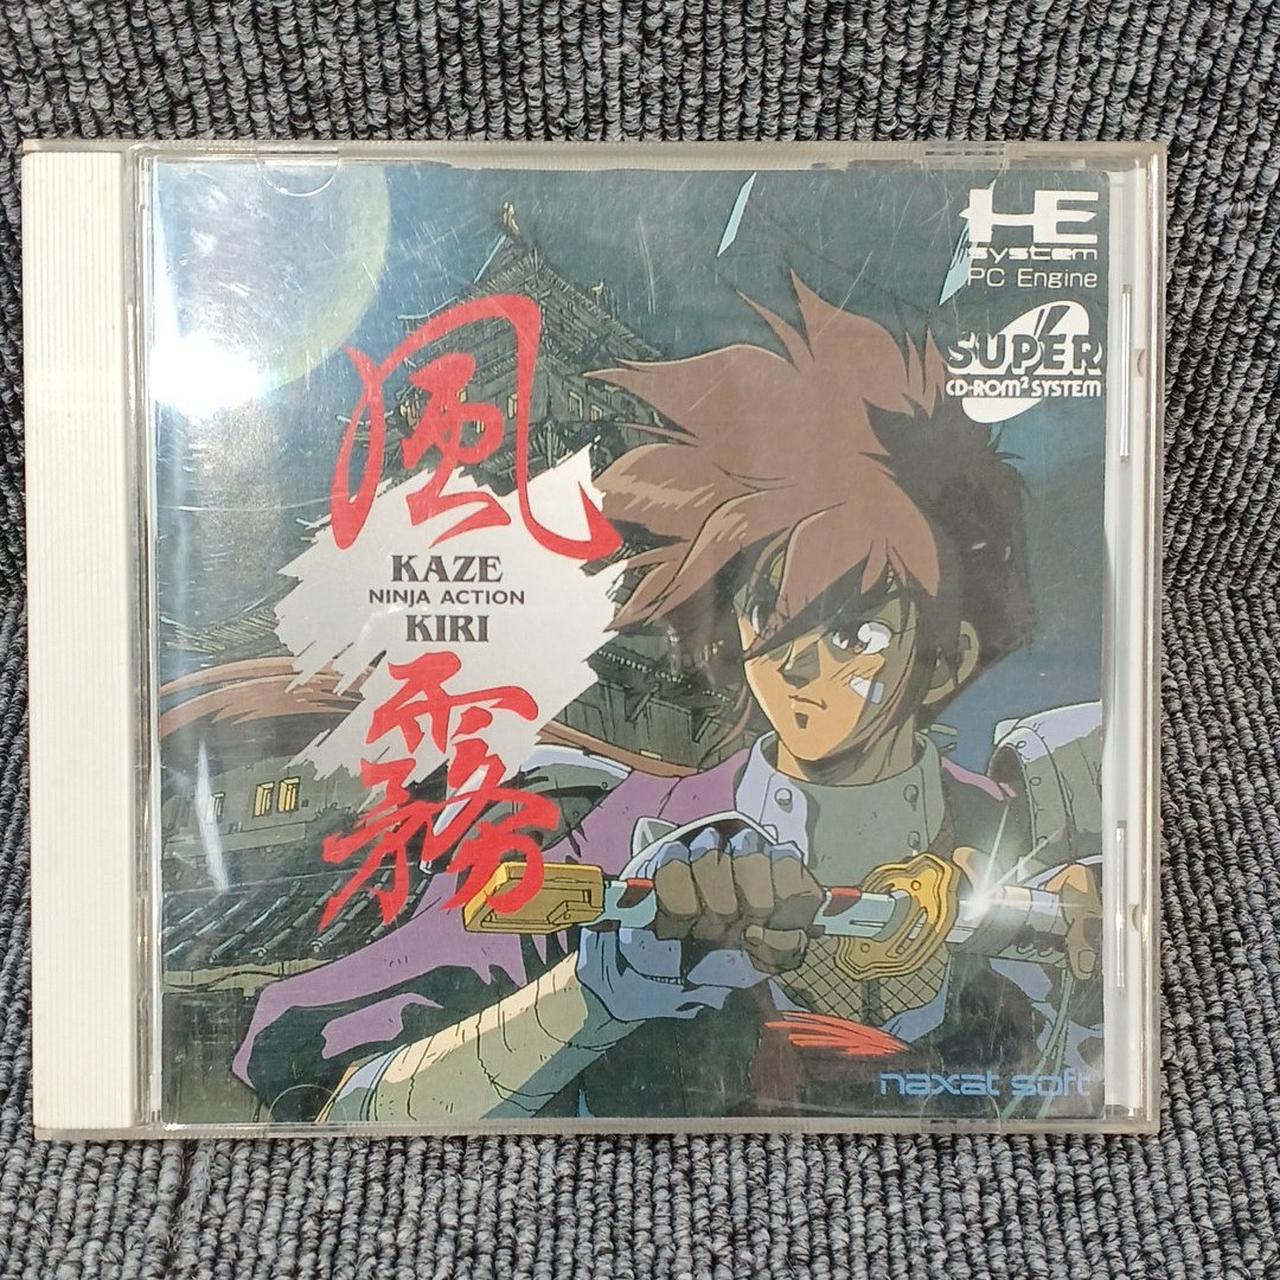 HE
system
PC Engine
SUPER
CD-ROM² SYSTEM
風
KAZE
NINJA ACTION
KIRI
霧
naxat soft